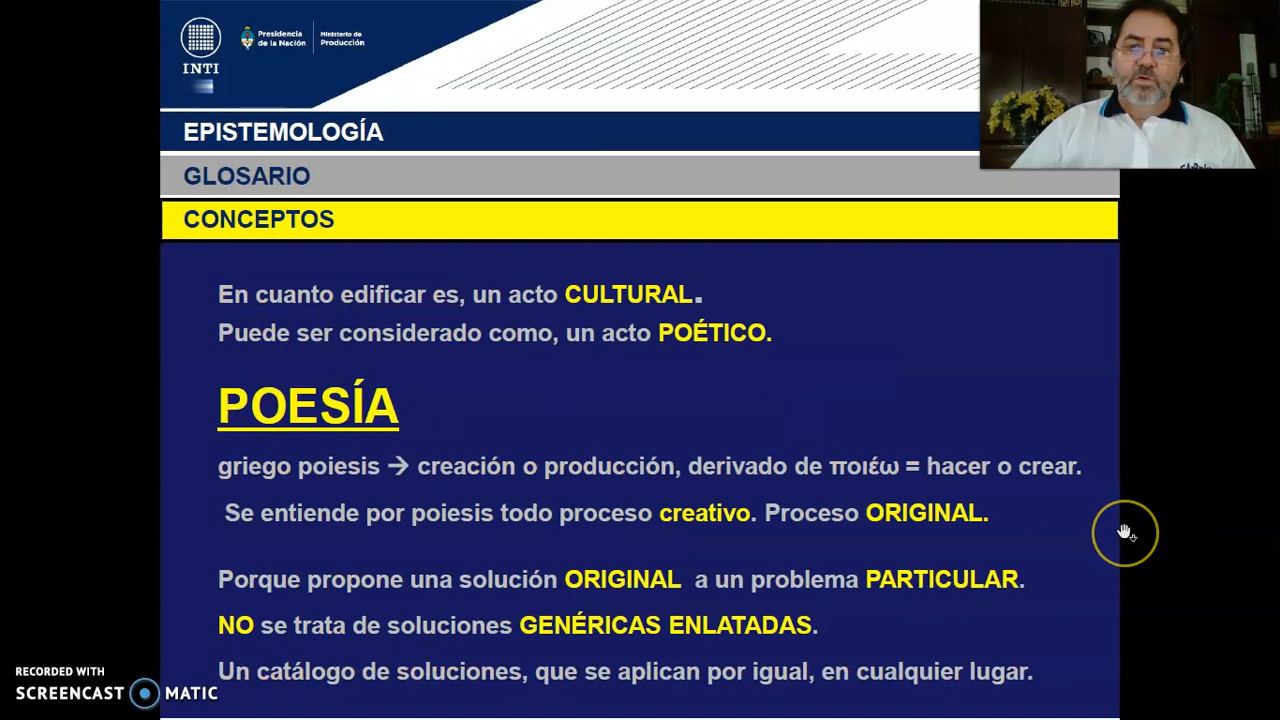 INTI
Presidencia
de la Nación
Ministerio de
Producción
EPISTEMOLOGÍA
GLOSARIO
CONCEPTOS
En cuanto edificar es, un acto CULTURAL.
Puede ser considerado como, un acto POÉTICO.
POESÍA
griego poiesis → creación o producción, derivado de ποιέω = hacer o crear.
Se entiende por poiesis todo proceso creativo. Proceso ORIGINAL.
Porque propone una solución ORIGINAL a un problema PARTICULAR.
NO se trata de soluciones GENÉRICAS ENLATADAS.
Un catálogo de soluciones, que se aplican por igual, en cualquier lugar.
RECORDED WITH
SCREENCAST MATIC